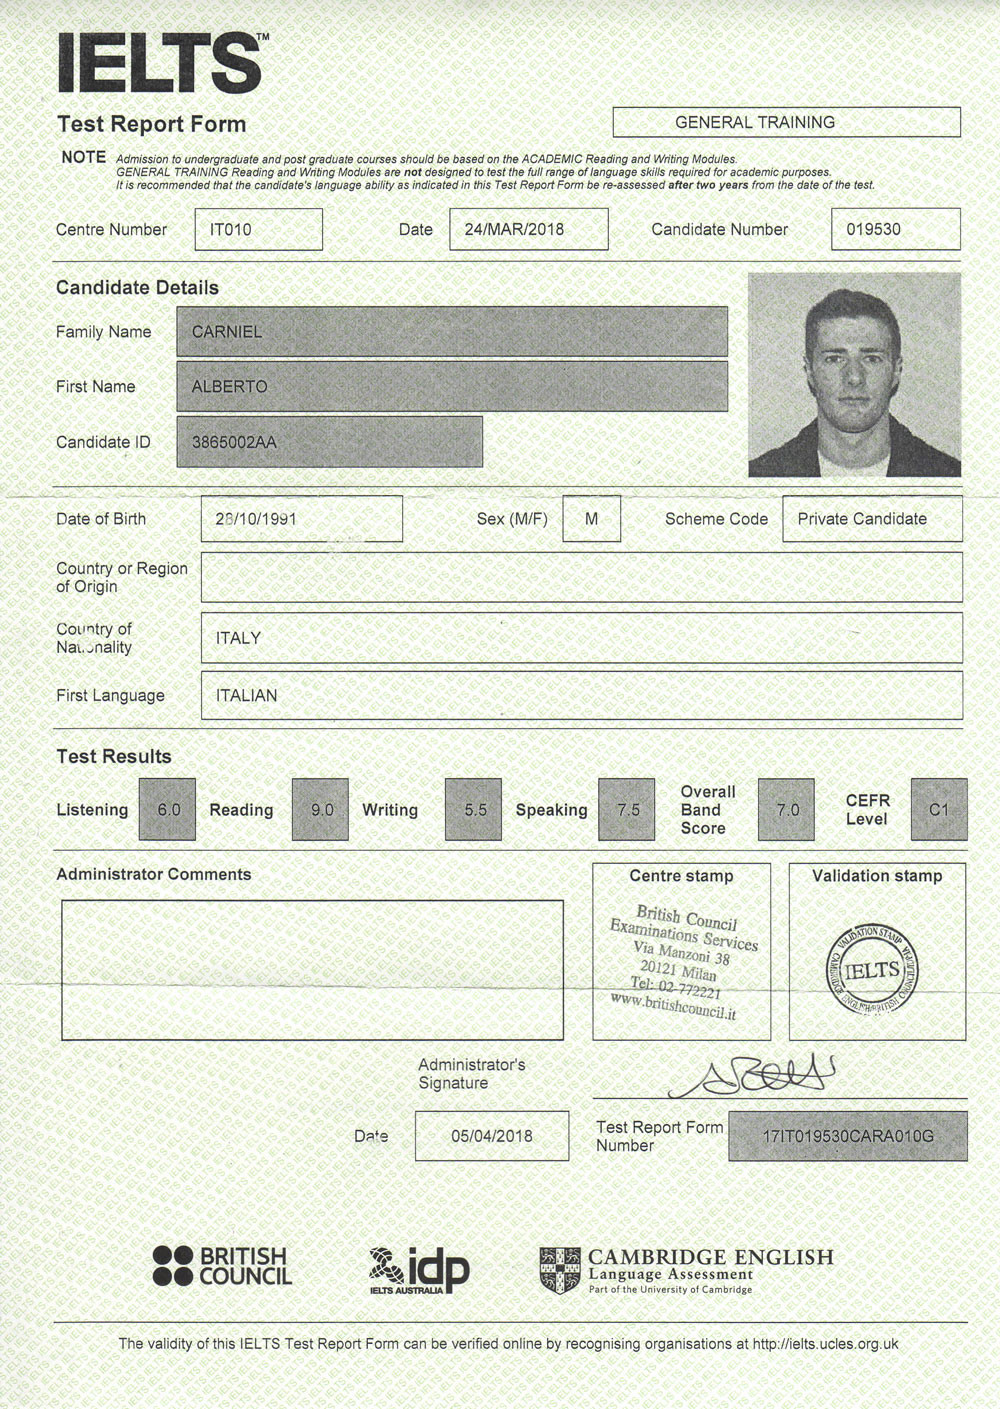 IELTS™
Test Report Form
GENERAL TRAINING
NOTE Admission to undergraduate and post graduate courses should be based on the ACADEMIC Reading and Writing Modules.
GENERAL TRAINING Reading and Writing Modules are not designed to test the full range of language skills required for academic purposes.
It is recommended that the candidate's language ability as indicated in this Test Report Form be re-assessed after two years from the date of the test.
Centre Number IT010 Date 24/MAR/2018 Candidate Number 019530
Candidate Details
Family Name CARNIEL
First Name ALBERTO
Candidate ID 3865002AA
Date of Birth 28/10/1991 Sex (M/F) M Scheme Code Private Candidate
Country or Region
of Origin
Country of
Nationality
ITALY
First Language ITALIAN
Test Results
Listening 6.0 Reading 9.0 Writing 5.5 Speaking 7.5 Overall Band Score 7.0 CEFR Level C1
Administrator Comments
Centre stamp
British Council
Examinations Services
Via Manzoni 38
20121 Milan
Tel: 02-772221
www.britishcouncil.it
Validation stamp
VALIDATION STAMP
IELTS
CAMBRIDGE ENGLISH/BRITISH COUNCIL
Administrator's
Signature
Date 05/04/2018
Test Report Form
Number
17IT019530CARA010G
BRITISH
COUNCIL
idp
IELTS AUSTRALIA
CAMBRIDGE ENGLISH
Language Assessment
Part of the University of Cambridge
The validity of this IELTS Test Report Form can be verified online by recognising organisations at http://ielts.ucles.org.uk